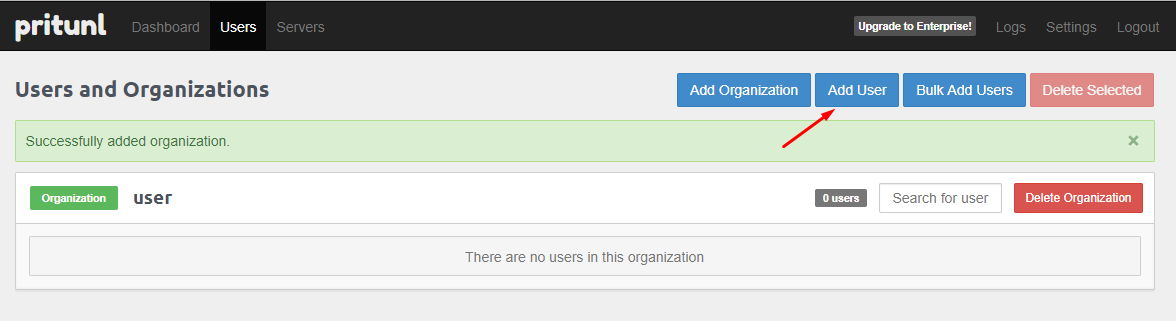 pritunl Dashboard Users Servers Upgrade to Enterprise! Logs Settings Logout
Users and Organizations Add Organization Add User Bulk Add Users Delete Selected
Successfully added organization. ×
Organization user 0 users Search for user Delete Organization
There are no users in this organization